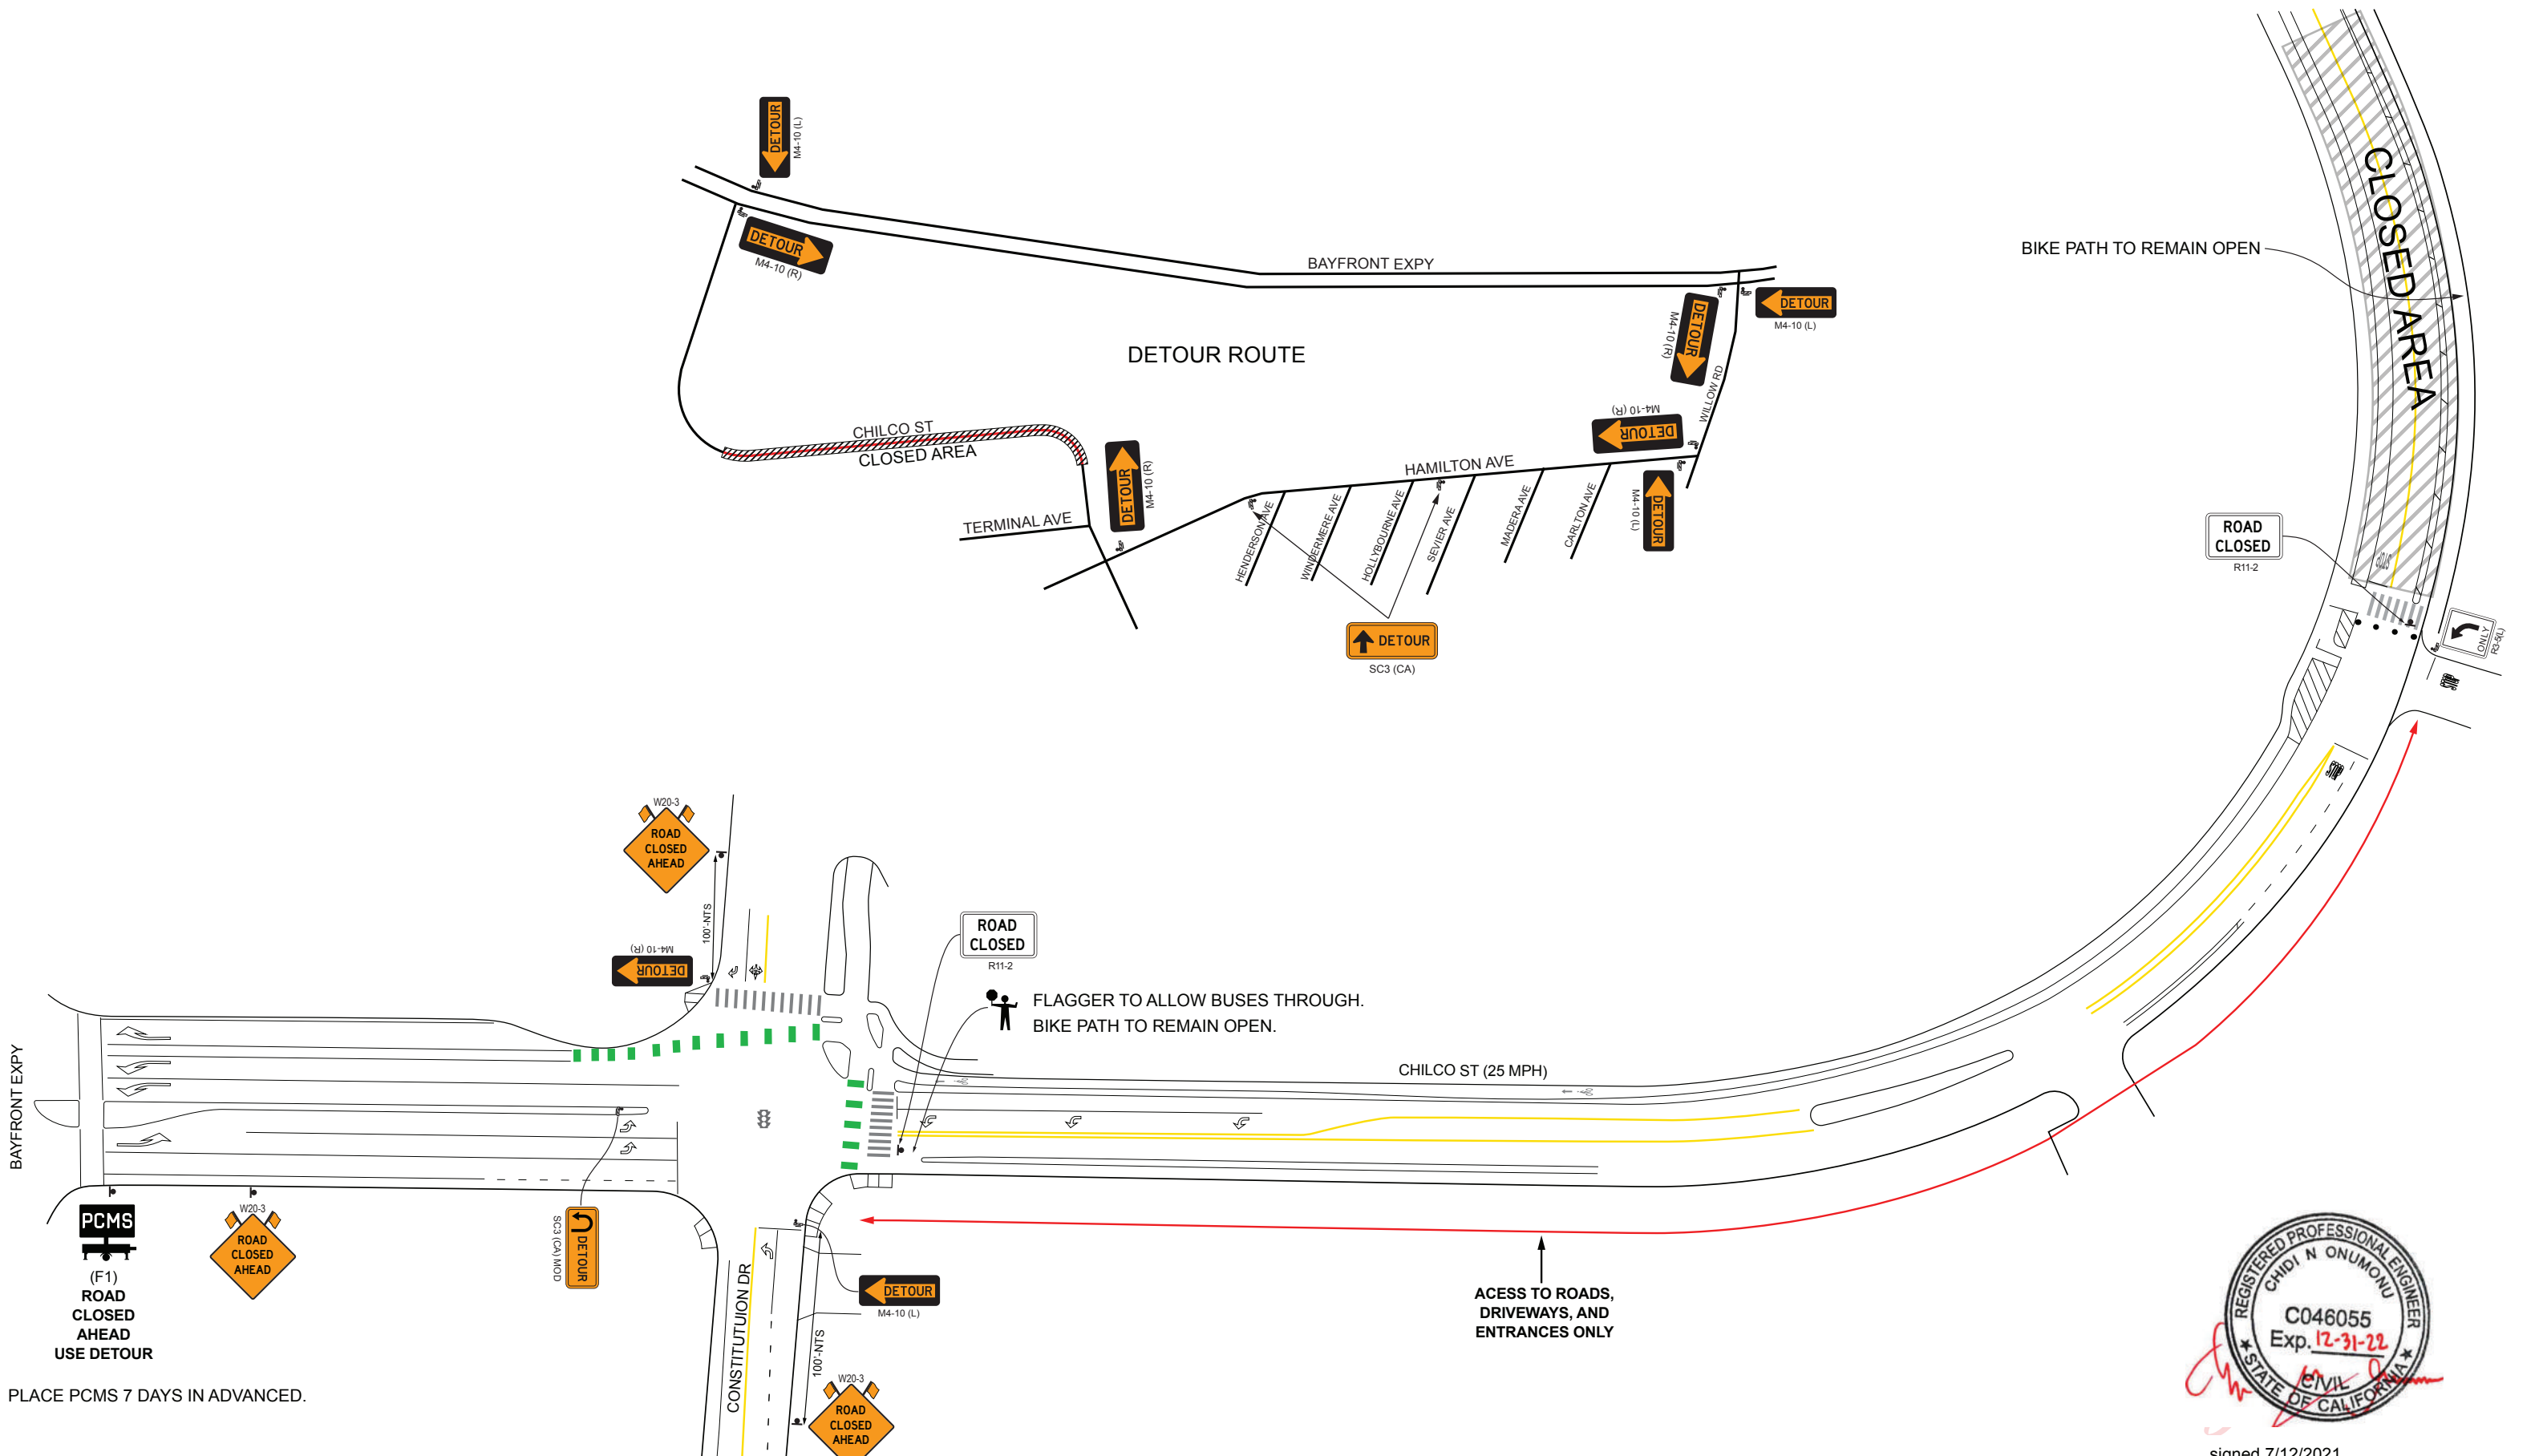 DETOUR
M4-10 (L)
DETOUR
M4-10 (R)
BAYFRONT EXPY
DETOUR
M4-10 (L)
DETOUR
M4-10 (R)
WILLOW RD
DETOUR ROUTE
CHILCO ST
CLOSED AREA
DETOUR
M4-10 (R)
TERMINAL AVE
HAMILTON AVE
M4-10 (R)
DETOUR
M4-10 (L)
DETOUR
HENDERSON AVE
WINDERMERE AVE
HOLLYBOURNE AVE
SEVIER AVE
MADERA AVE
CARLTON AVE
DETOUR
SC3 (CA)
CLOSED AREA
BIKE PATH TO REMAIN OPEN
ROAD
CLOSED
R11-2
STOP
ONLY
R3-5(L)
W20-3
ROAD
CLOSED
AHEAD
100'-NTS
M4-10 (R)
DETOUR
ROAD
CLOSED
R11-2
FLAGGER TO ALLOW BUSES THROUGH.
BIKE PATH TO REMAIN OPEN.
CHILCO ST (25 MPH)
BAYFRONT EXPY
PCMS
(F1)
ROAD
CLOSED
AHEAD
USE DETOUR
PLACE PCMS 7 DAYS IN ADVANCED.
W20-3
ROAD
CLOSED
AHEAD
SC3 (CA) MOD
DETOUR
CONSTITUTUION DR
DETOUR
M4-10 (L)
100'-NTS
W20-3
ROAD
CLOSED
AHEAD
ACESS TO ROADS,
DRIVEWAYS, AND
ENTRANCES ONLY
REGISTERED PROFESSIONAL ENGINEER
CHIDI N ONUMONU
C046055
Exp. 12-31-22
CIVIL
STATE OF CALIFORNIA
signed 7/12/2021